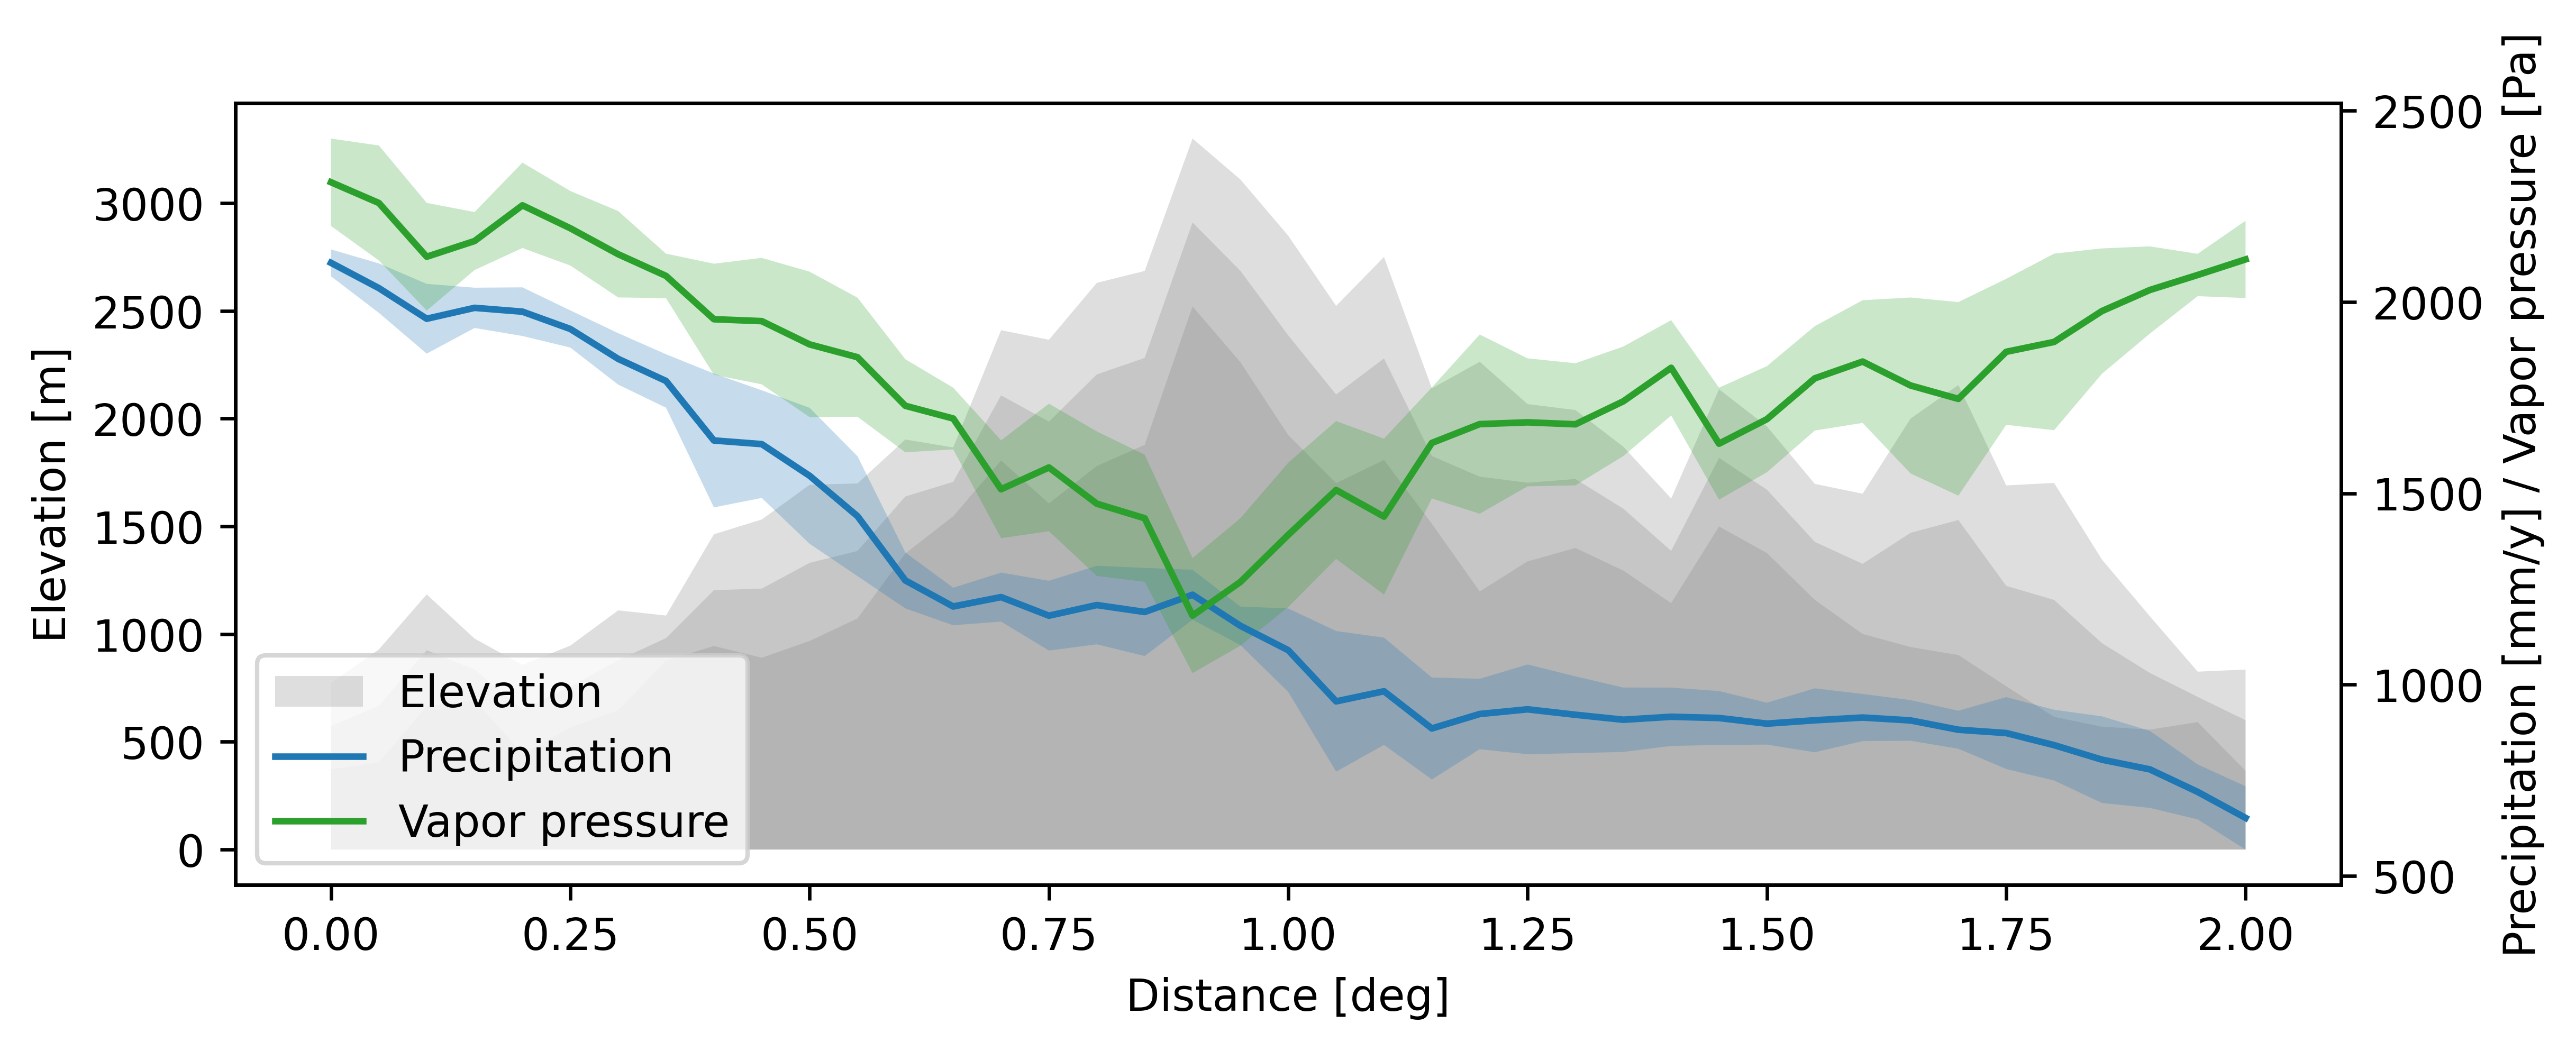 Elevation [m]
3000
2500
2000
1500
1000
500
0
Elevation
Precipitation
Vapor pressure
0.00 0.25 0.50 0.75 1.00 1.25 1.50 1.75 2.00
Distance [deg]
2500
2000
1500
1000
500
Precipitation [mm/y] / Vapor pressure [Pa]